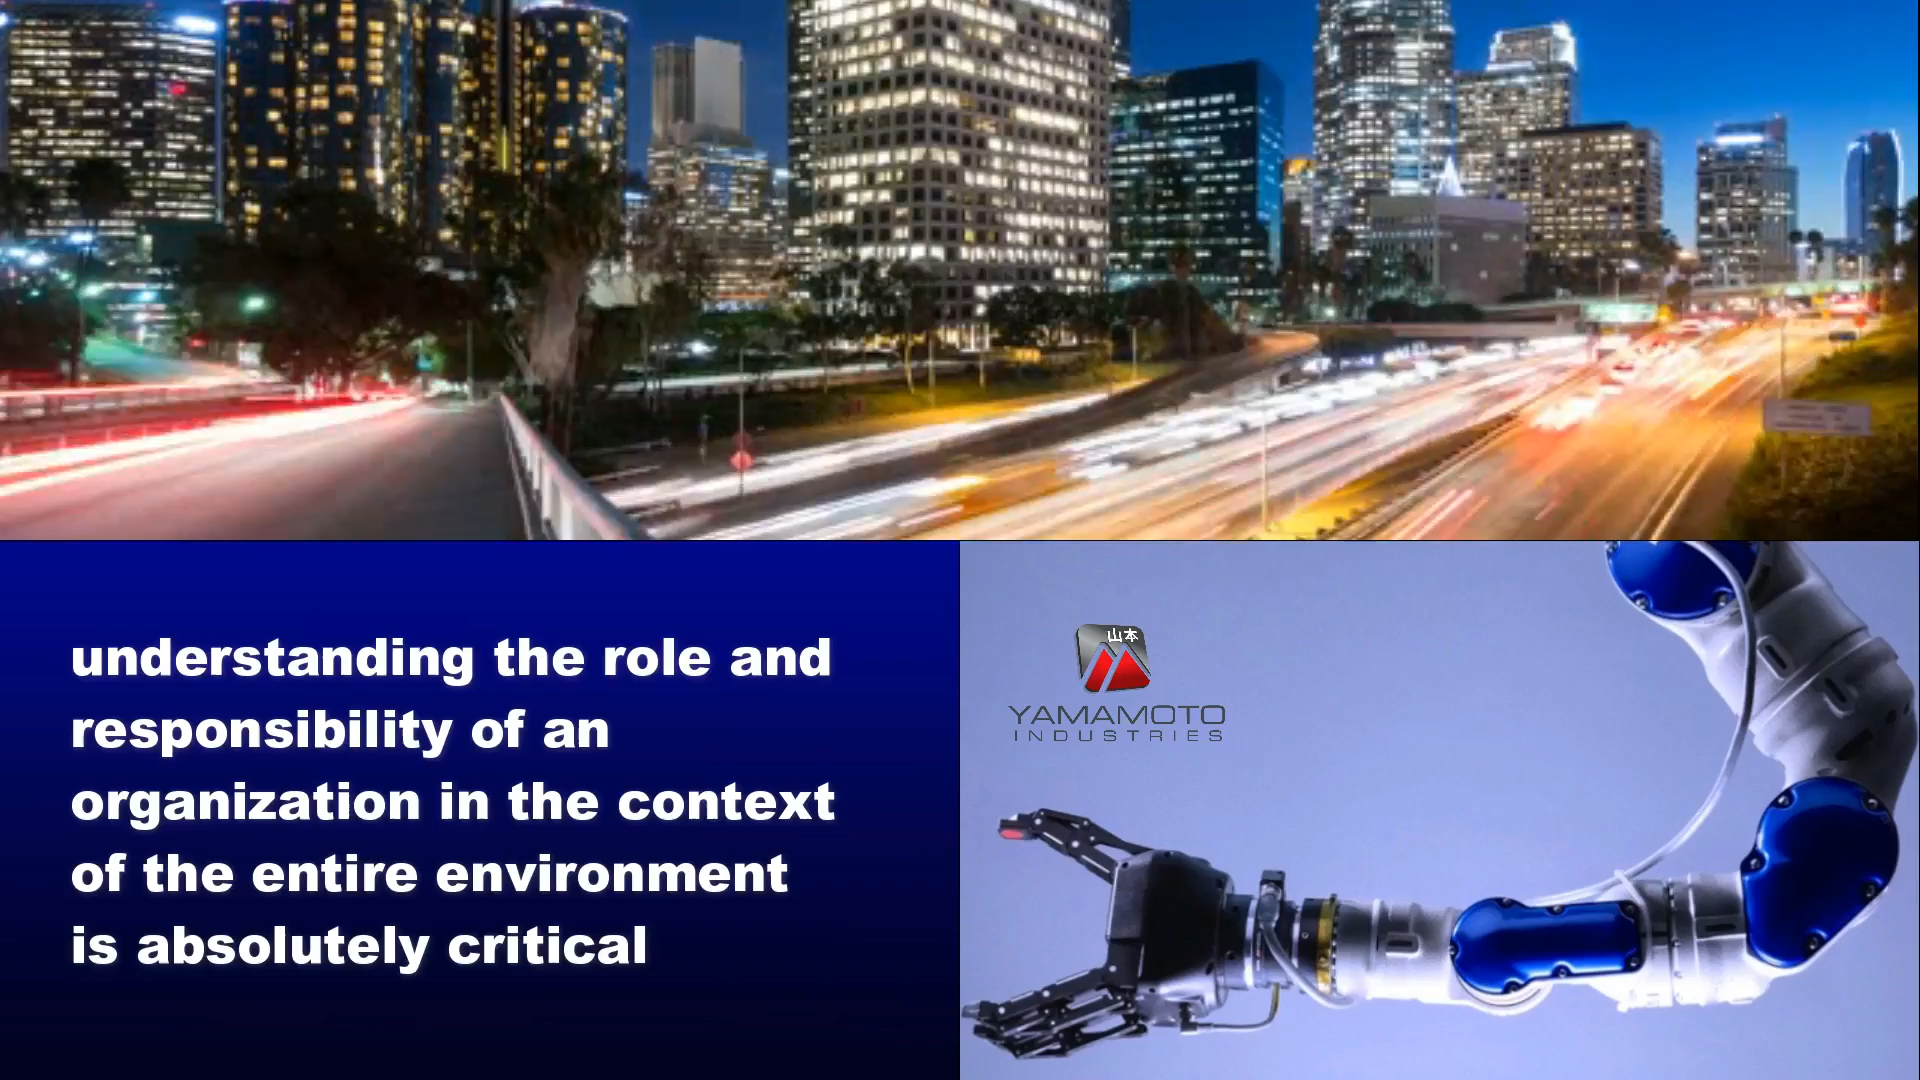 understanding the role and
responsibility of an
organization in the context
of the entire environment
is absolutely critical
山本
YAMAMOTO
INDUSTRIES